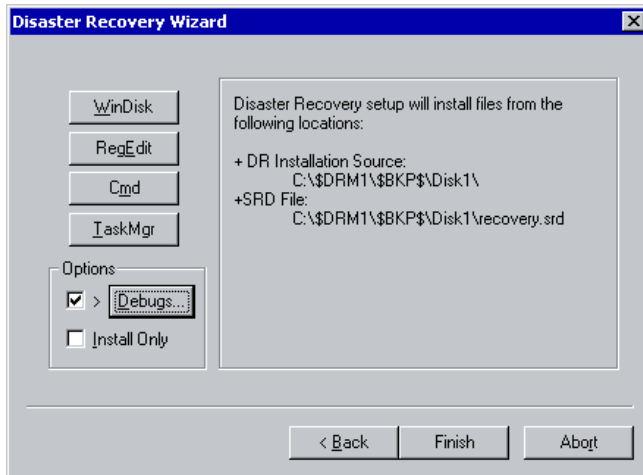 Disaster Recovery Wizard
WinDisk
RegEdit
Cmd
TaskMgr
Options
> Debugs...
Install Only
Disaster Recovery setup will install files from the
following locations:
+ DR Installation Source:
C:\$DRM1\$BKP$\Disk1\
+SRD File:
C:\$DRM1\$BKP$\Disk1\recovery.srd
< Back
Finish
Abort